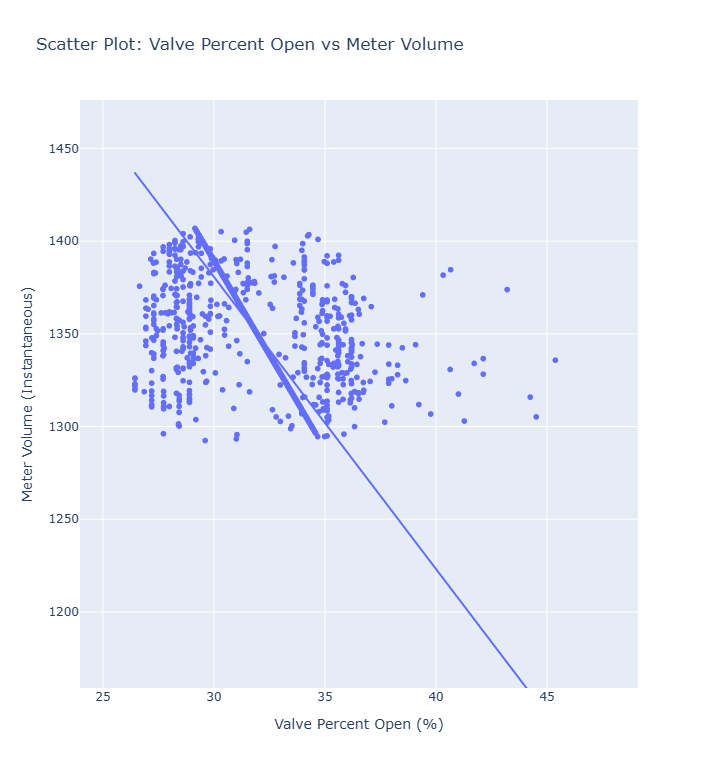 Scatter Plot: Valve Percent Open vs Meter Volume
1450
1400
1350
1300
1250
1200
Meter Volume (Instantaneous)
25 30 35 40 45
Valve Percent Open (%)